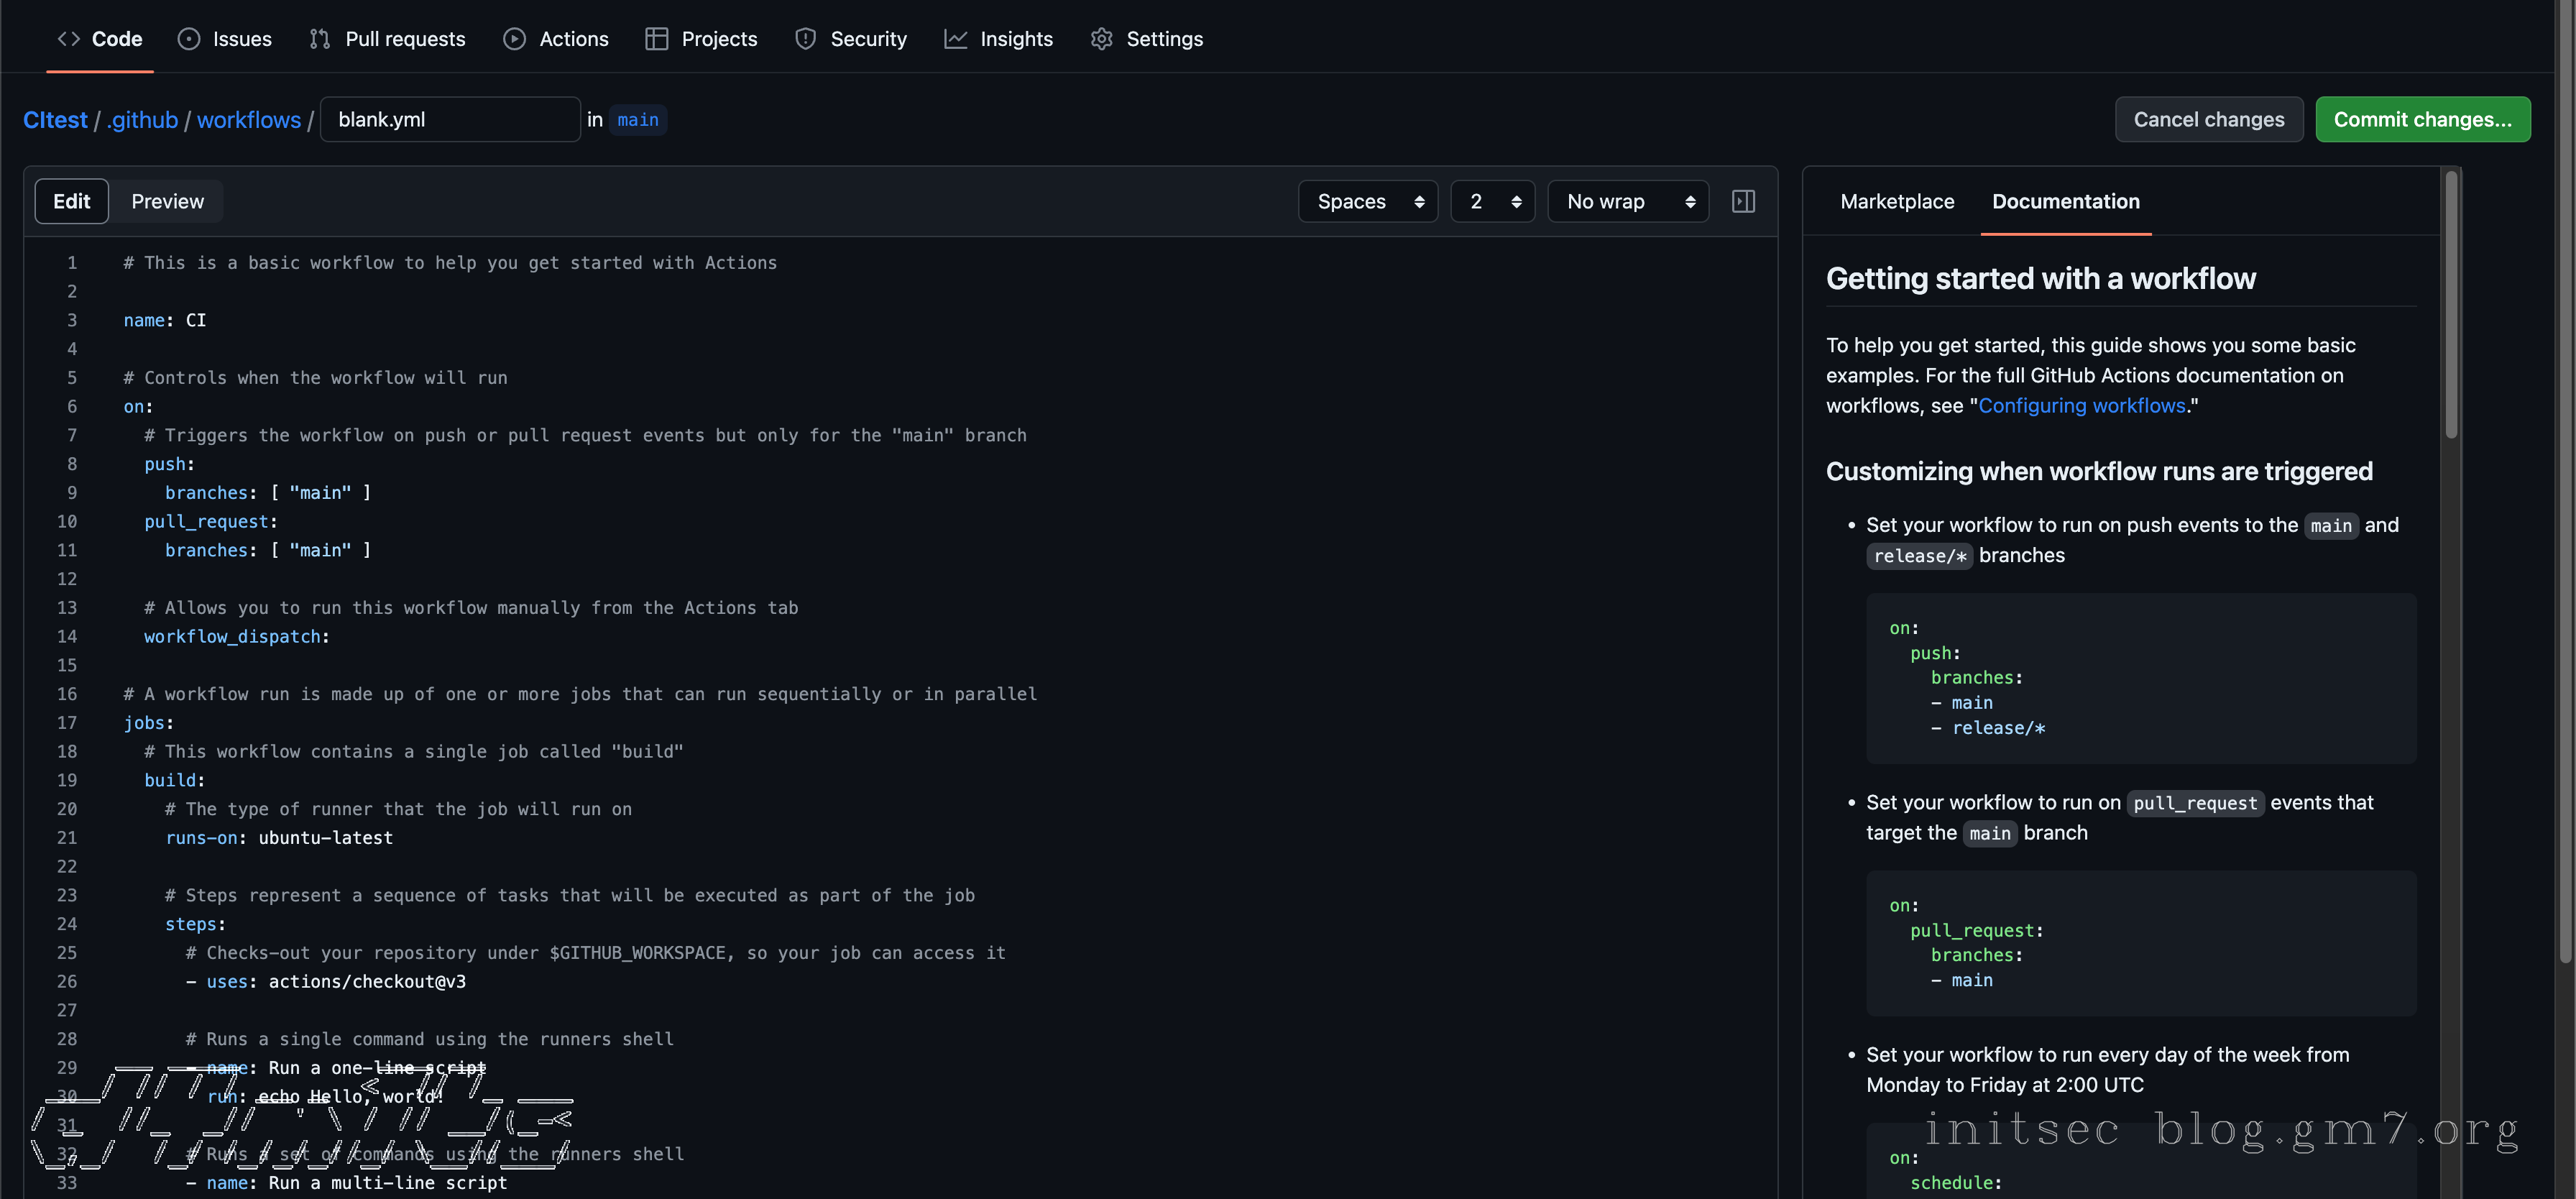 Code Issues Pull requests Actions Projects Security Insights Settings
CItest / .github / workflows / blank.yml in main
Cancel changes Commit changes...
Edit Preview
Spaces 2 No wrap
1 # This is a basic workflow to help you get started with Actions
2
3 name: CI
4
5 # Controls when the workflow will run
6 on:
7 # Triggers the workflow on push or pull request events but only for the "main" branch
8 push:
9 branches: [ "main" ]
10 pull_request:
11 branches: [ "main" ]
12
13 # Allows you to run this workflow manually from the Actions tab
14 workflow_dispatch:
15
16 # A workflow run is made up of one or more jobs that can run sequentially or in parallel
17 jobs:
18 # This workflow contains a single job called "build"
19 build:
20 # The type of runner that the job will run on
21 runs-on: ubuntu-latest
22
23 # Steps represent a sequence of tasks that will be executed as part of the job
24 steps:
25 # Checks-out your repository under $GITHUB_WORKSPACE, so your job can access it
26 - uses: actions/checkout@v3
27
28 # Runs a single command using the runners shell
29 - name: Run a one-line script
30 run: echo Hello, world!
31
32 # Runs a set of commands using the runners shell
33 - name: Run a multi-line script
Marketplace Documentation
Getting started with a workflow
To help you get started, this guide shows you some basic
examples. For the full GitHub Actions documentation on
workflows, see "Configuring workflows."
Customizing when workflow runs are triggered
• Set your workflow to run on push events to the main and
release/* branches
on:
push:
branches:
- main
- release/*
• Set your workflow to run on pull_request events that
target the main branch
on:
pull_request:
branches:
- main
• Set your workflow to run every day of the week from
Monday to Friday at 2:00 UTC
on:
schedule:
initsec blog.gm7.org